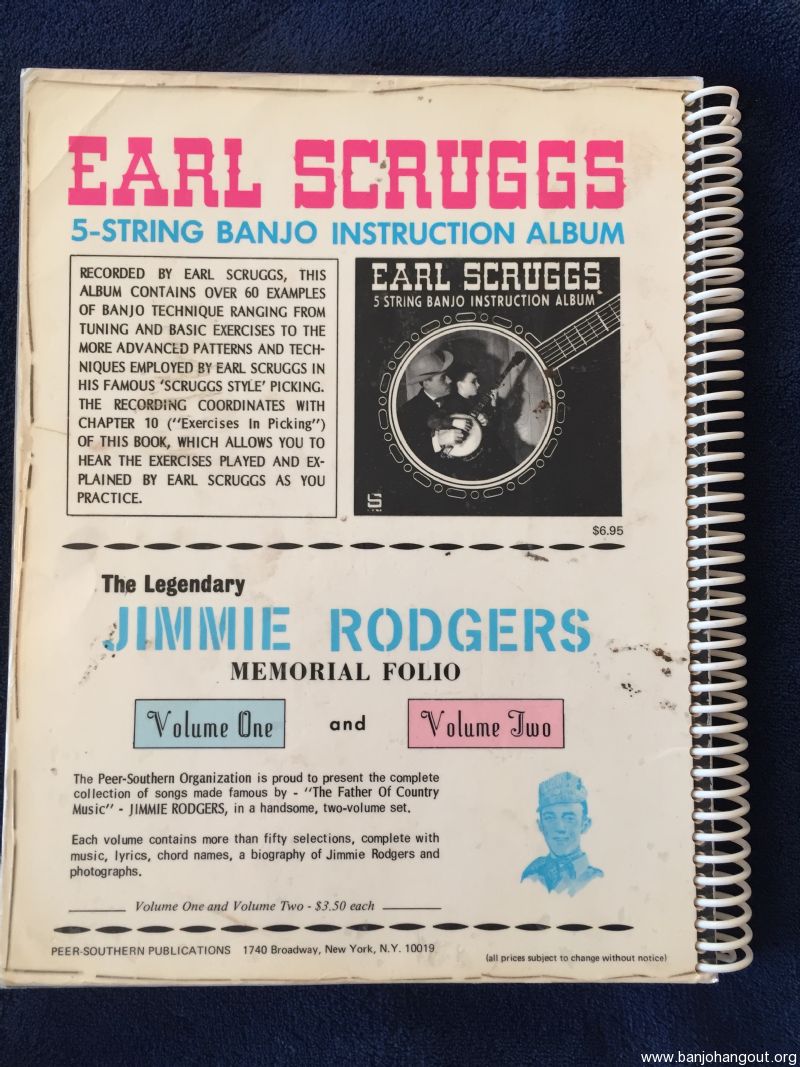 EARL SCRUGGS
5-STRING BANJO INSTRUCTION ALBUM
RECORDED BY EARL SCRUGGS, THIS
ALBUM CONTAINS OVER 60 EXAMPLES
OF BANJO TECHNIQUE RANGING FROM
TUNING AND BASIC EXERCISES TO THE
MORE ADVANCED PATTERNS AND TECH-
NIQUES EMPLOYED BY EARL SCRUGGS IN
HIS FAMOUS 'SCRUGGS STYLE' PICKING.
THE RECORDING COORDINATES WITH
CHAPTER 10 ("Exercises In Picking")
OF THIS BOOK, WHICH ALLOWS YOU TO
HEAR THE EXERCISES PLAYED AND EX-
PLAINED BY EARL SCRUGGS AS YOU
PRACTICE.
EARL SCRUGGS
5 STRING BANJO INSTRUCTION ALBUM
S
$6.95
The Legendary
JIMMIE RODGERS
MEMORIAL FOLIO
Volume One and Volume Two
The Peer-Southern Organization is proud to present the complete
collection of songs made famous by - "The Father Of Country
Music" - JIMMIE RODGERS, in a handsome, two-volume set.
Each volume contains more than fifty selections, complete with
music, lyrics, chord names, a biography of Jimmie Rodgers and
photographs.
Volume One and Volume Two - $3.50 each
PEER-SOUTHERN PUBLICATIONS 1740 Broadway, New York, N.Y. 10019
(all prices subject to change without notice)
www.banjohangout.org